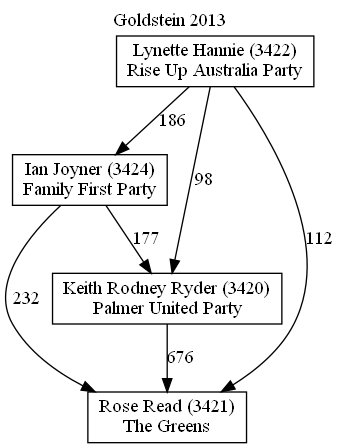 Goldstein 2013
Lynette Hannie (3422)
Rise Up Australia Party
186
Ian Joyner (3424)
Family First Party
98
177
112
232
Keith Rodney Ryder (3420)
Palmer United Party
676
Rose Read (3421)
The Greens